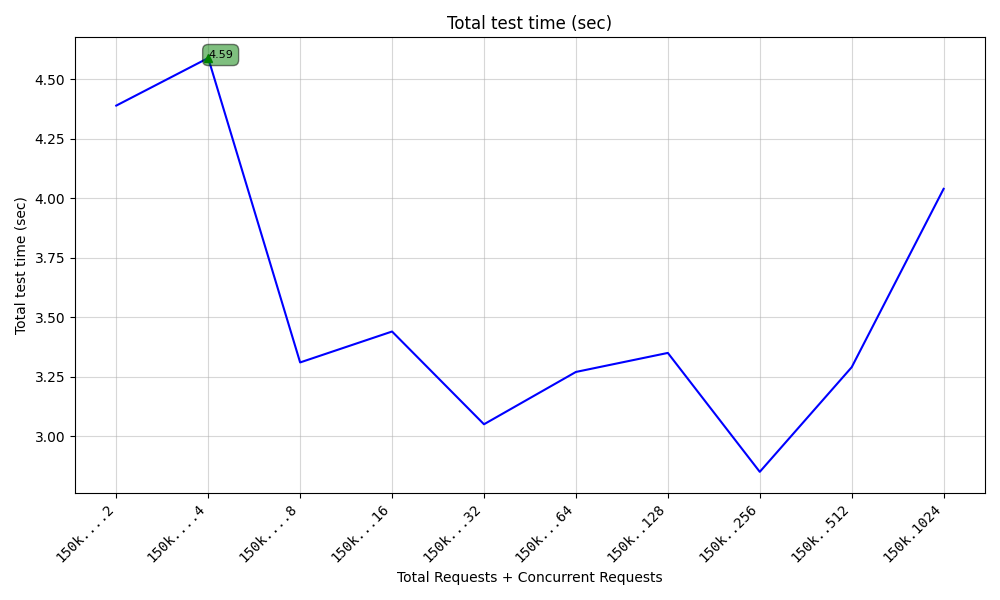 Total test time (sec)
4.59
4.50
4.25
4.00
3.75
3.50
3.25
3.00
Total test time (sec)
150k....2
150k....4
150k....8
150k...16
150k...32
150k...64
150k..128
150k..256
150k..512
150k.1024
Total Requests + Concurrent Requests